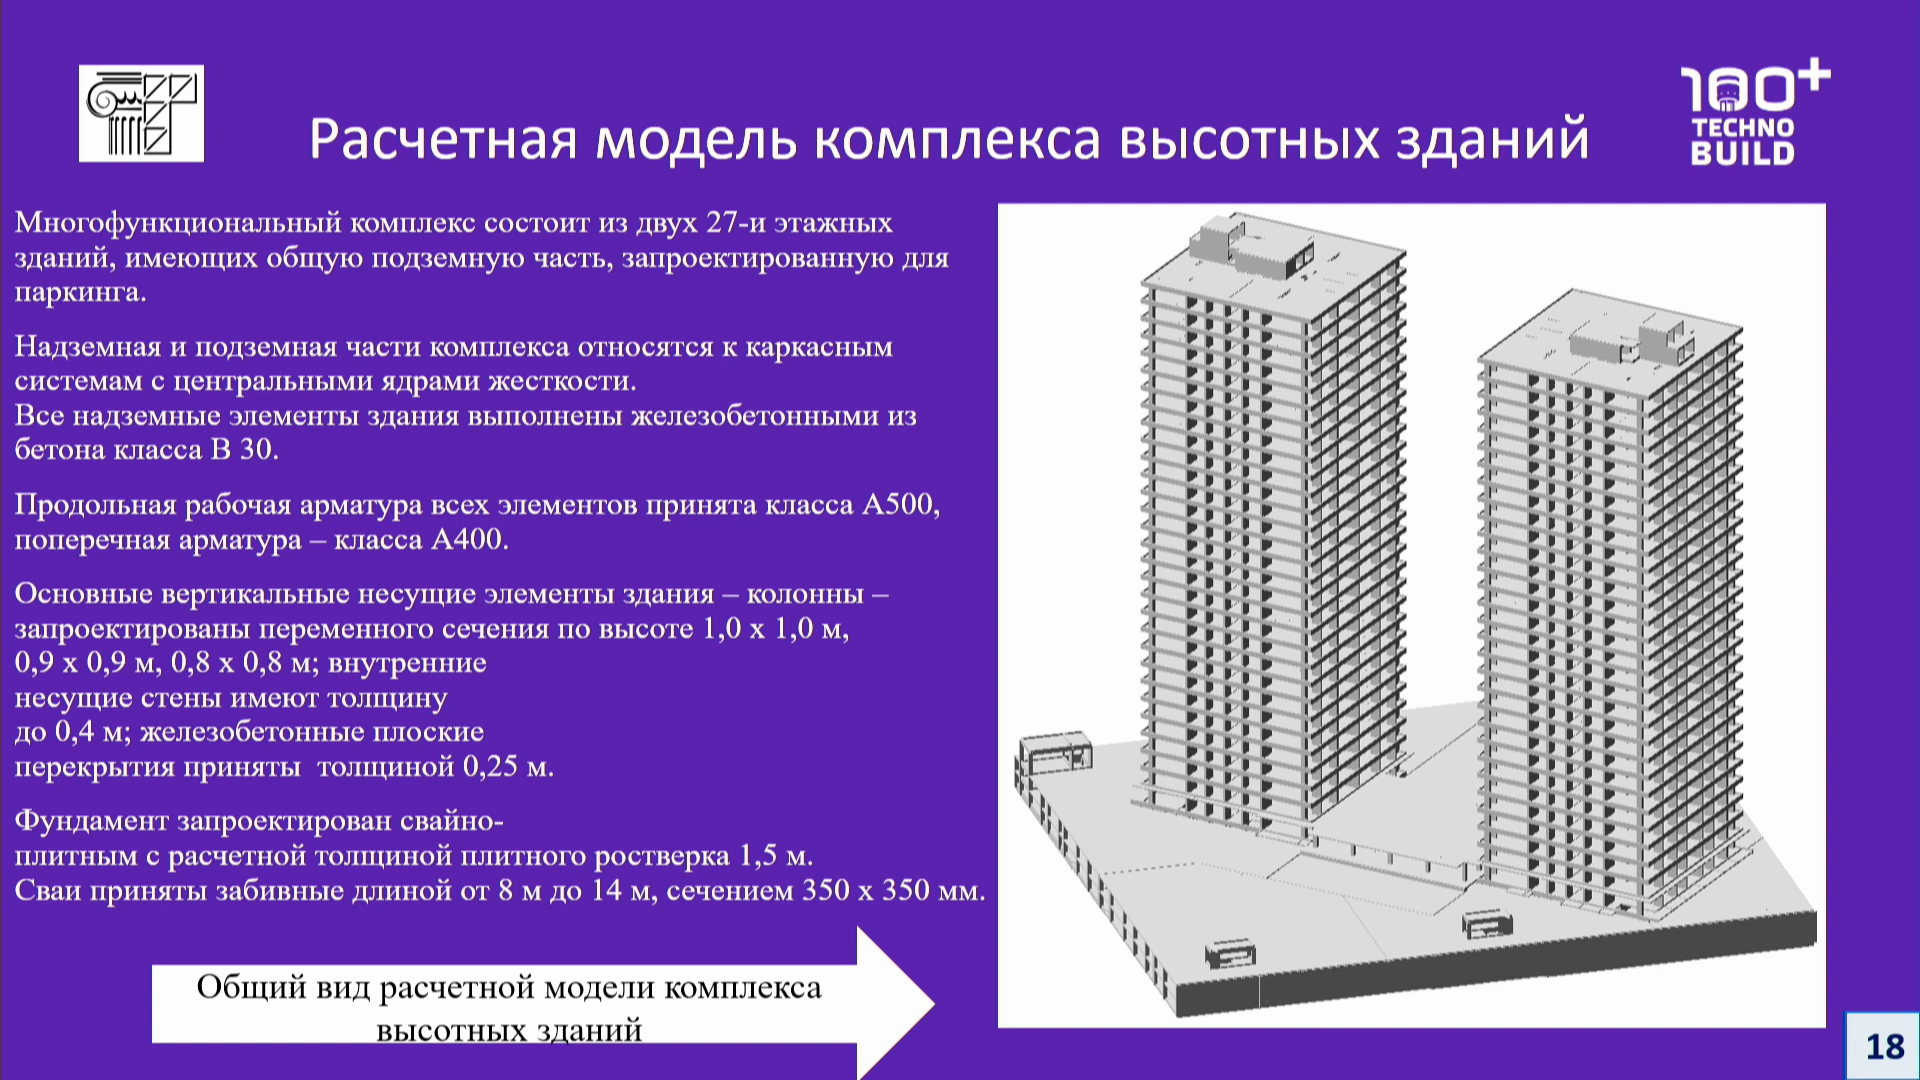 Расчетная модель комплекса высотных зданий
100+
TECHNO
BUILD
Многофункциональный комплекс состоит из двух 27-и этажных
зданий, имеющих общую подземную часть, запроектированную для
паркинга.
Надземная и подземная части комплекса относятся к каркасным
системам с центральными ядрами жесткости.
Все надземные элементы здания выполнены железобетонными из
бетона класса В 30.
Продольная рабочая арматура всех элементов принята класса А500,
поперечная арматура – класса А400.
Основные вертикальные несущие элементы здания – колонны –
запроектированы переменного сечения по высоте 1,0 х 1,0 м,
0,9 х 0,9 м, 0,8 х 0,8 м; внутренние
несущие стены имеют толщину
до 0,4 м; железобетонные плоские
перекрытия приняты  толщиной 0,25 м.
Фундамент запроектирован свайно-
плитным с расчетной толщиной плитного ростверка 1,5 м.
Сваи приняты забивные длиной от 8 м до 14 м, сечением 350 х 350 мм.
Общий вид расчетной модели комплекса
высотных зданий
18